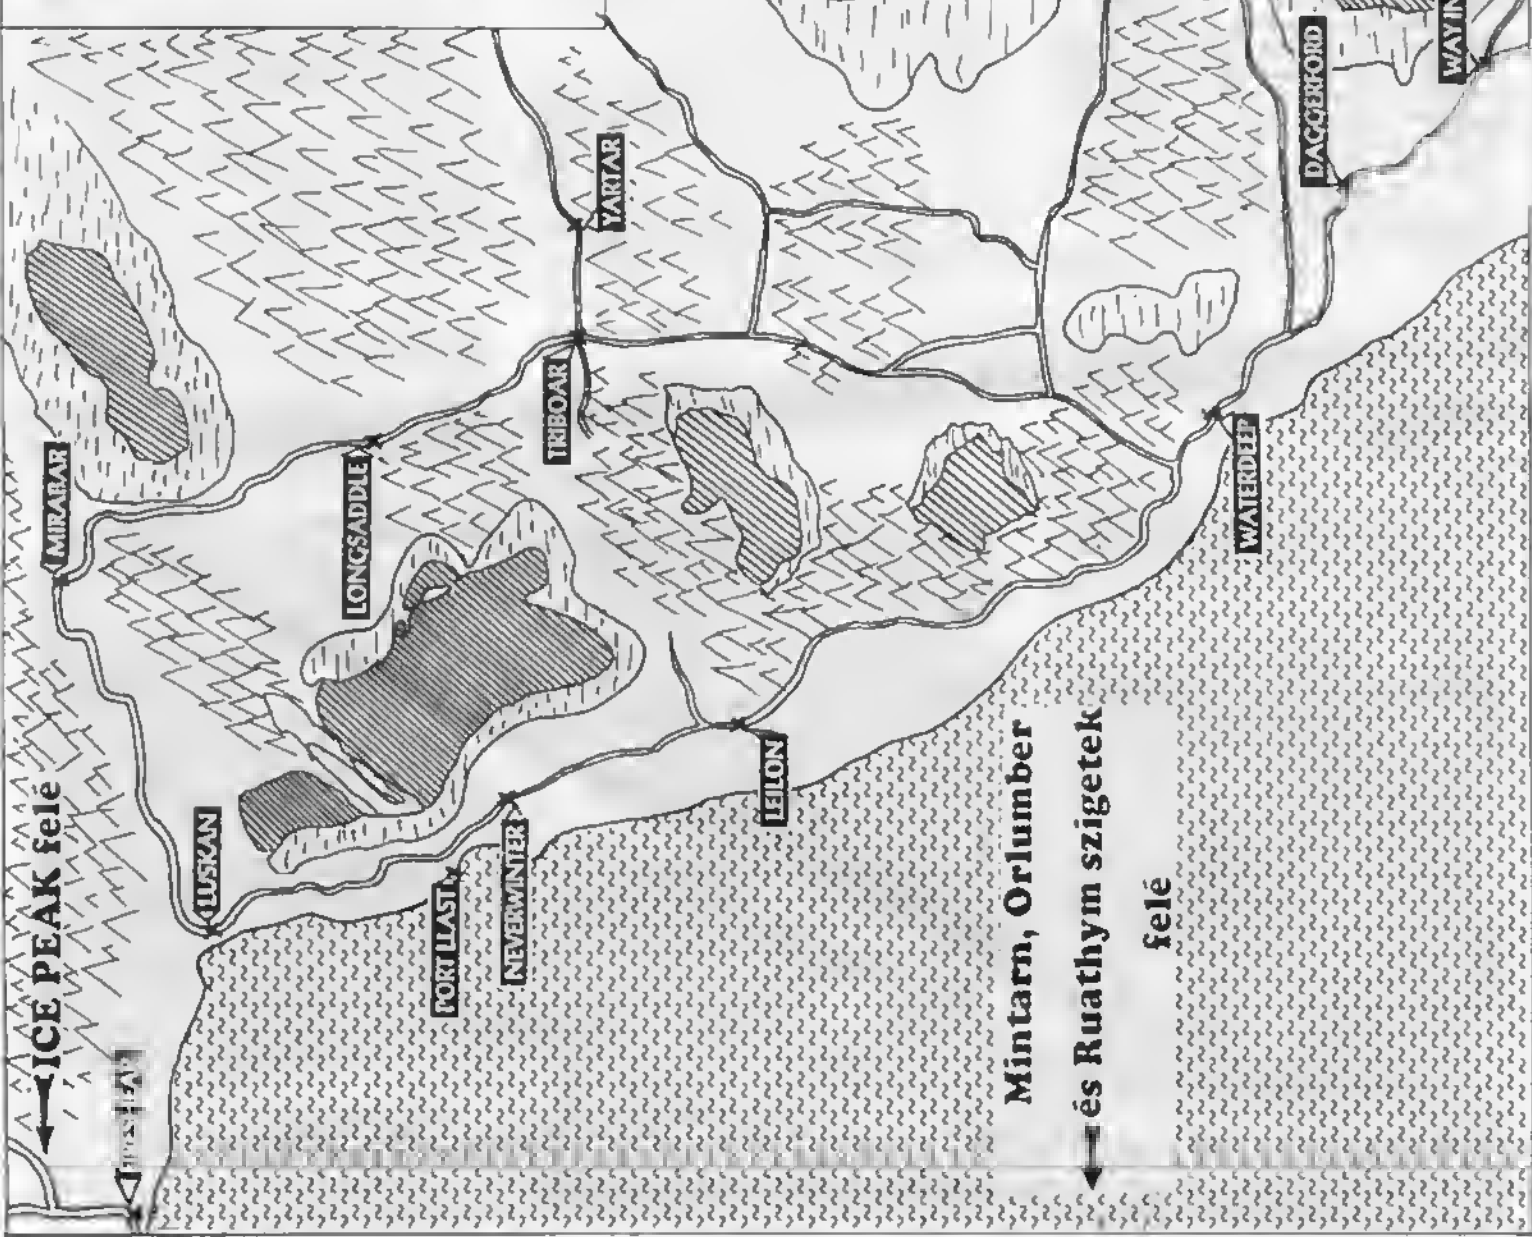 ICE PEAK felé
MIRABAR
LUSKAN
LONGSADDLE
PORT LLAST
NEVERWINTER
TRIBOAR
YARTAR
LEILON
Mintarn, Orlumber
és Ruathym szigetek
felé
WATERDEEP
DAGGERFORD